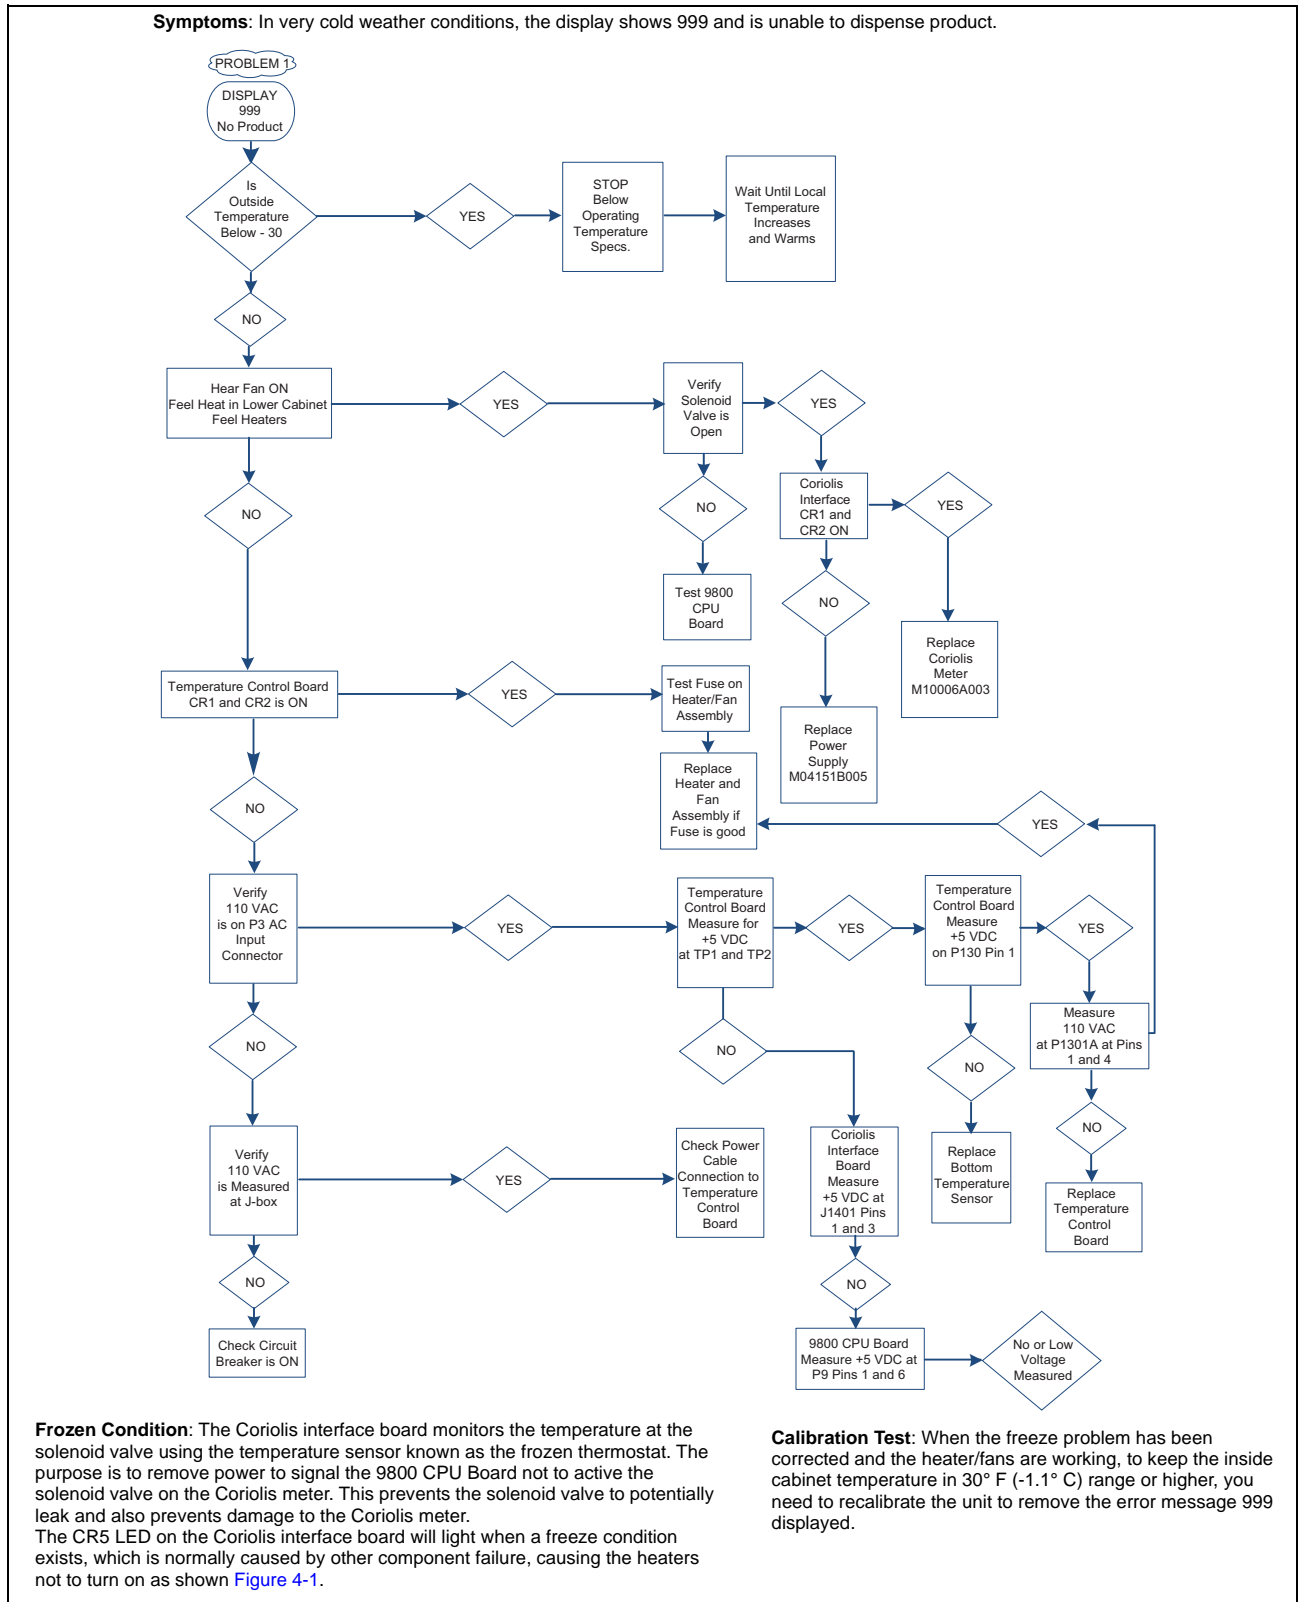 Symptoms: In very cold weather conditions, the display shows 999 and is unable to dispense product.
PROBLEM 1
DISPLAY
999
No Product
Is
Outside
Temperature
Below - 30
YES
STOP
Below
Operating
Temperature
Specs.
Wait Until Local
Temperature
Increases
and Warms
NO
Hear Fan ON
Feel Heat in Lower Cabinet
Feel Heaters
YES
Verify
Solenoid
Valve is
Open
YES
NO
NO
Coriolis
Interface
CR1 and
CR2 ON
YES
Test 9800
CPU
Board
NO
Replace
Coriolis
Meter
M10006A003
Temperature Control Board
CR1 and CR2 is ON
YES
Test Fuse on
Heater/Fan
Assembly
Replace
Power
Supply
M04151B005
Replace
Heater and
Fan
Assembly if
Fuse is good
NO
YES
Verify
110 VAC
is on P3 AC
Input
Connector
YES
Temperature
Control Board
Measure for
+5 VDC
at TP1 and TP2
YES
Temperature
Control Board
Measure
+5 VDC
on P130 Pin 1
YES
NO
NO
NO
Measure
110 VAC
at P1301A at Pins
1 and 4
NO
Verify
110 VAC
is Measured
at J-box
YES
Check Power
Cable
Connection to
Temperature
Control
Board
Coriolis
Interface
Board
Measure
+5 VDC at
J1401 Pins
1 and 3
Replace
Bottom
Temperature
Sensor
Replace
Temperature
Control
Board
NO
NO
Check Circuit
Breaker is ON
9800 CPU Board
Measure +5 VDC at
P9 Pins 1 and 6
No or Low
Voltage
Measured
Frozen Condition: The Coriolis interface board monitors the temperature at the
solenoid valve using the temperature sensor known as the frozen thermostat. The
purpose is to remove power to signal the 9800 CPU Board not to active the
solenoid valve on the Coriolis meter. This prevents the solenoid valve to potentially
leak and also prevents damage to the Coriolis meter.
The CR5 LED on the Coriolis interface board will light when a freeze condition
exists, which is normally caused by other component failure, causing the heaters
not to turn on as shown Figure 4-1.
Calibration Test: When the freeze problem has been
corrected and the heater/fans are working, to keep the inside
cabinet temperature in 30° F (-1.1° C) range or higher, you
need to recalibrate the unit to remove the error message 999
displayed.